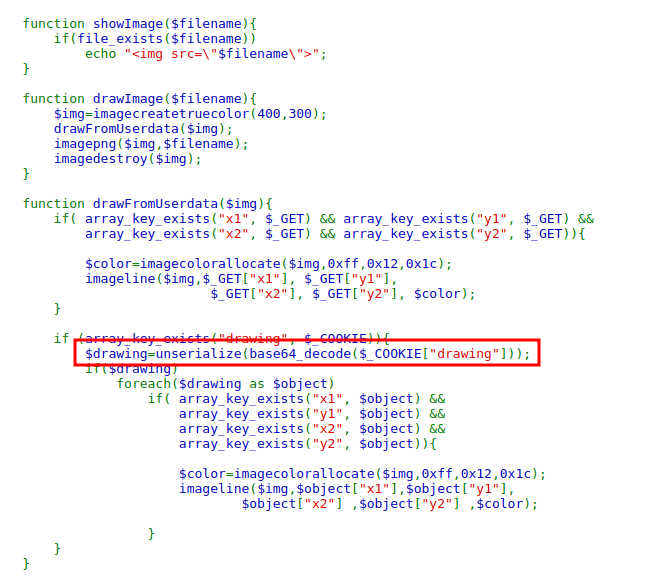 function showImage($filename){
    if(file_exists($filename))
        echo "<img src=\"$filename\">";
}

function drawImage($filename){
    $img=imagecreatetruecolor(400,300);
    drawFromUserdata($img);
    imagepng($img,$filename);
    imagedestroy($img);
}

function drawFromUserdata($img){
    if( array_key_exists("x1", $_GET) && array_key_exists("y1", $_GET) &&
        array_key_exists("x2", $_GET) && array_key_exists("y2", $_GET)){

        $color=imagecolorallocate($img,0xff,0x12,0x1c);
        imageline($img,$_GET["x1"], $_GET["y1"],
                        $_GET["x2"], $_GET["y2"], $color);
    }

    if (array_key_exists("drawing", $_COOKIE)){
        $drawing=unserialize(base64_decode($_COOKIE["drawing"]));
        if($drawing)
            foreach($drawing as $object)
                if( array_key_exists("x1", $object) &&
                    array_key_exists("y1", $object) &&
                    array_key_exists("x2", $object) &&
                    array_key_exists("y2", $object)){

                    $color=imagecolorallocate($img,0xff,0x12,0x1c);
                    imageline($img,$object["x1"],$object["y1"],
                            $object["x2"] ,$object["y2"] ,$color);

                }
    }
}